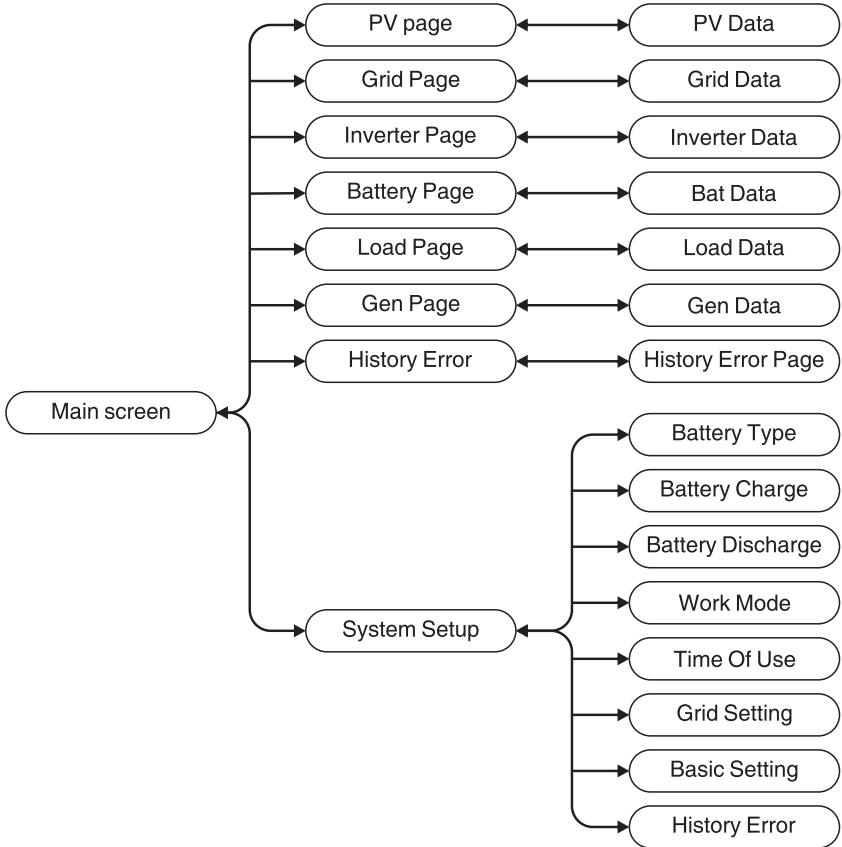 PV page
PV Data
Grid Page
Grid Data
Inverter Page
Inverter Data
Battery Page
Bat Data
Load Page
Load Data
Gen Page
Gen Data
History Error
History Error Page
Main screen
Battery Type
Battery Charge
Battery Discharge
Work Mode
System Setup
Time Of Use
Grid Setting
Basic Setting
History Error